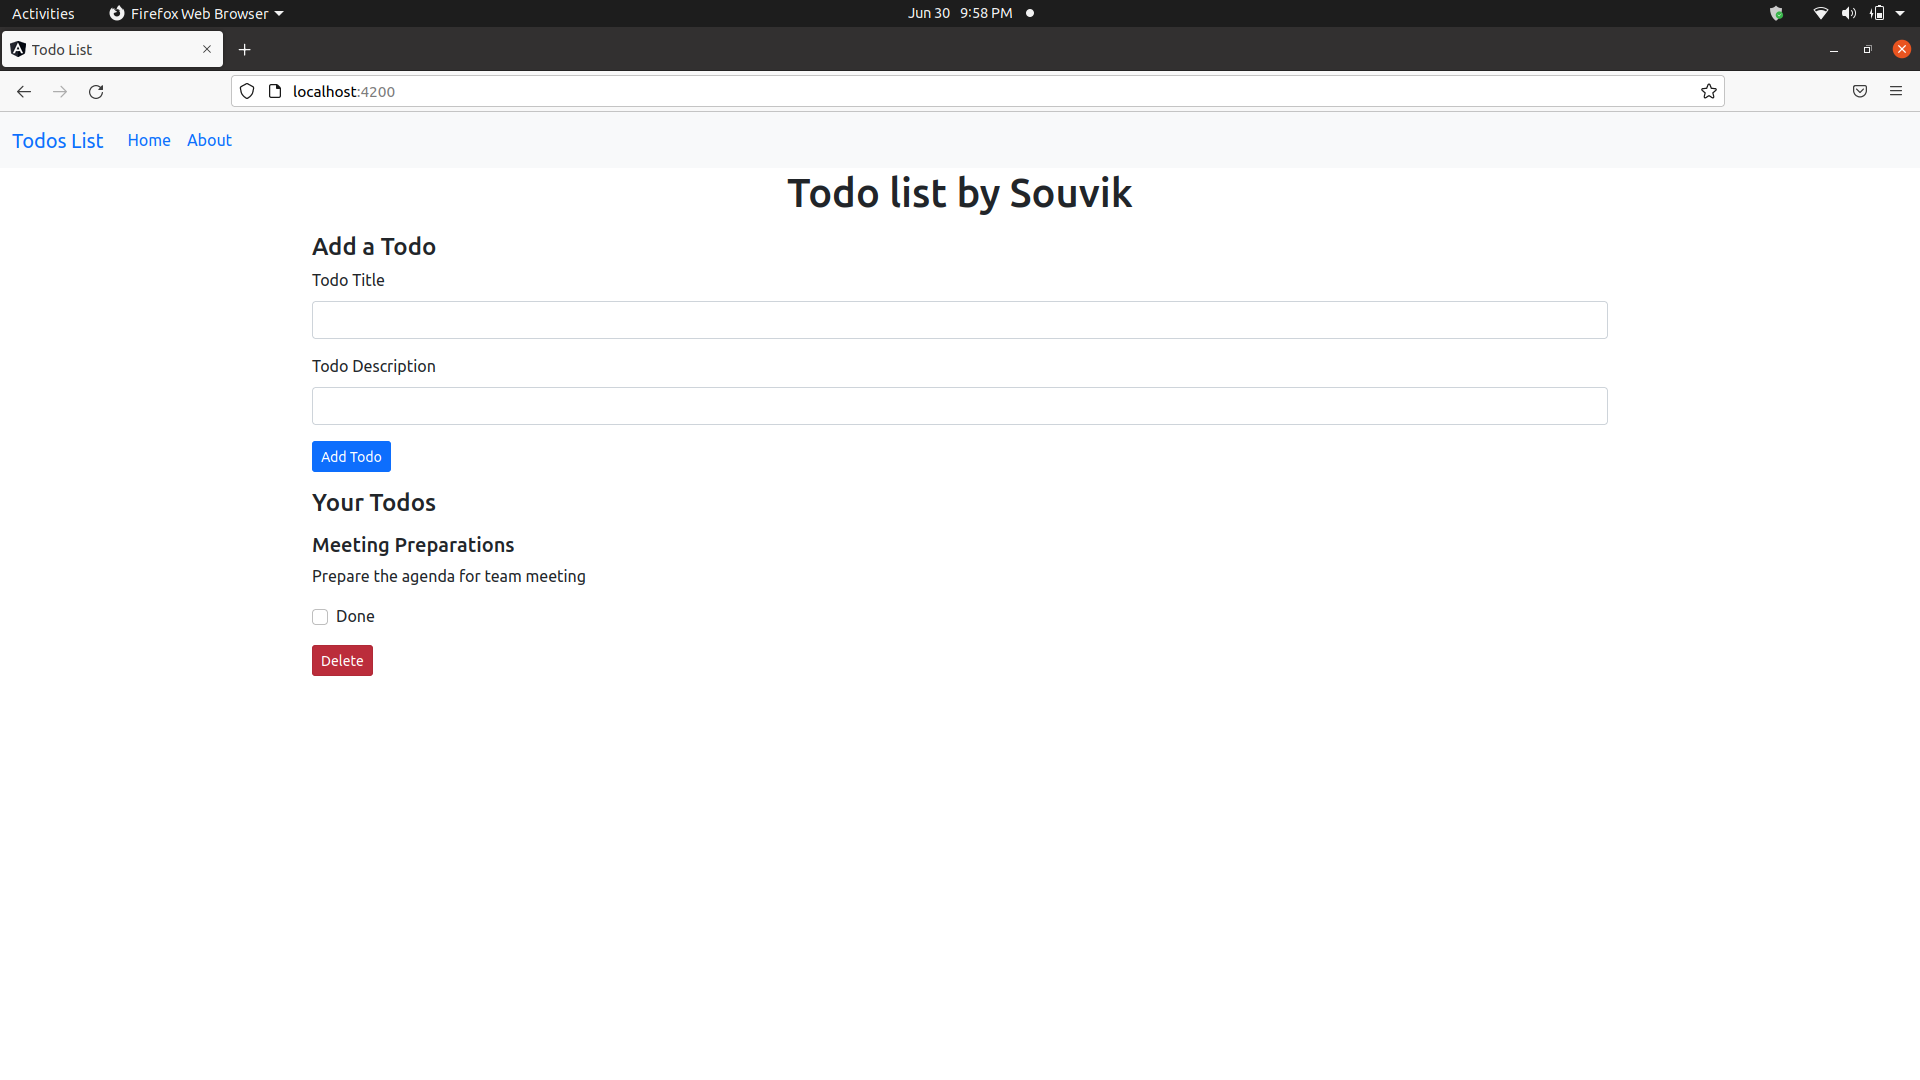 Activities Firefox Web Browser Jun 30 9:58 PM
Todo List
localhost:4200
Todos List Home About
Todo list by Souvik
Add a Todo
Todo Title
Todo Description
Add Todo
Your Todos
Meeting Preparations
Prepare the agenda for team meeting
Done
Delete